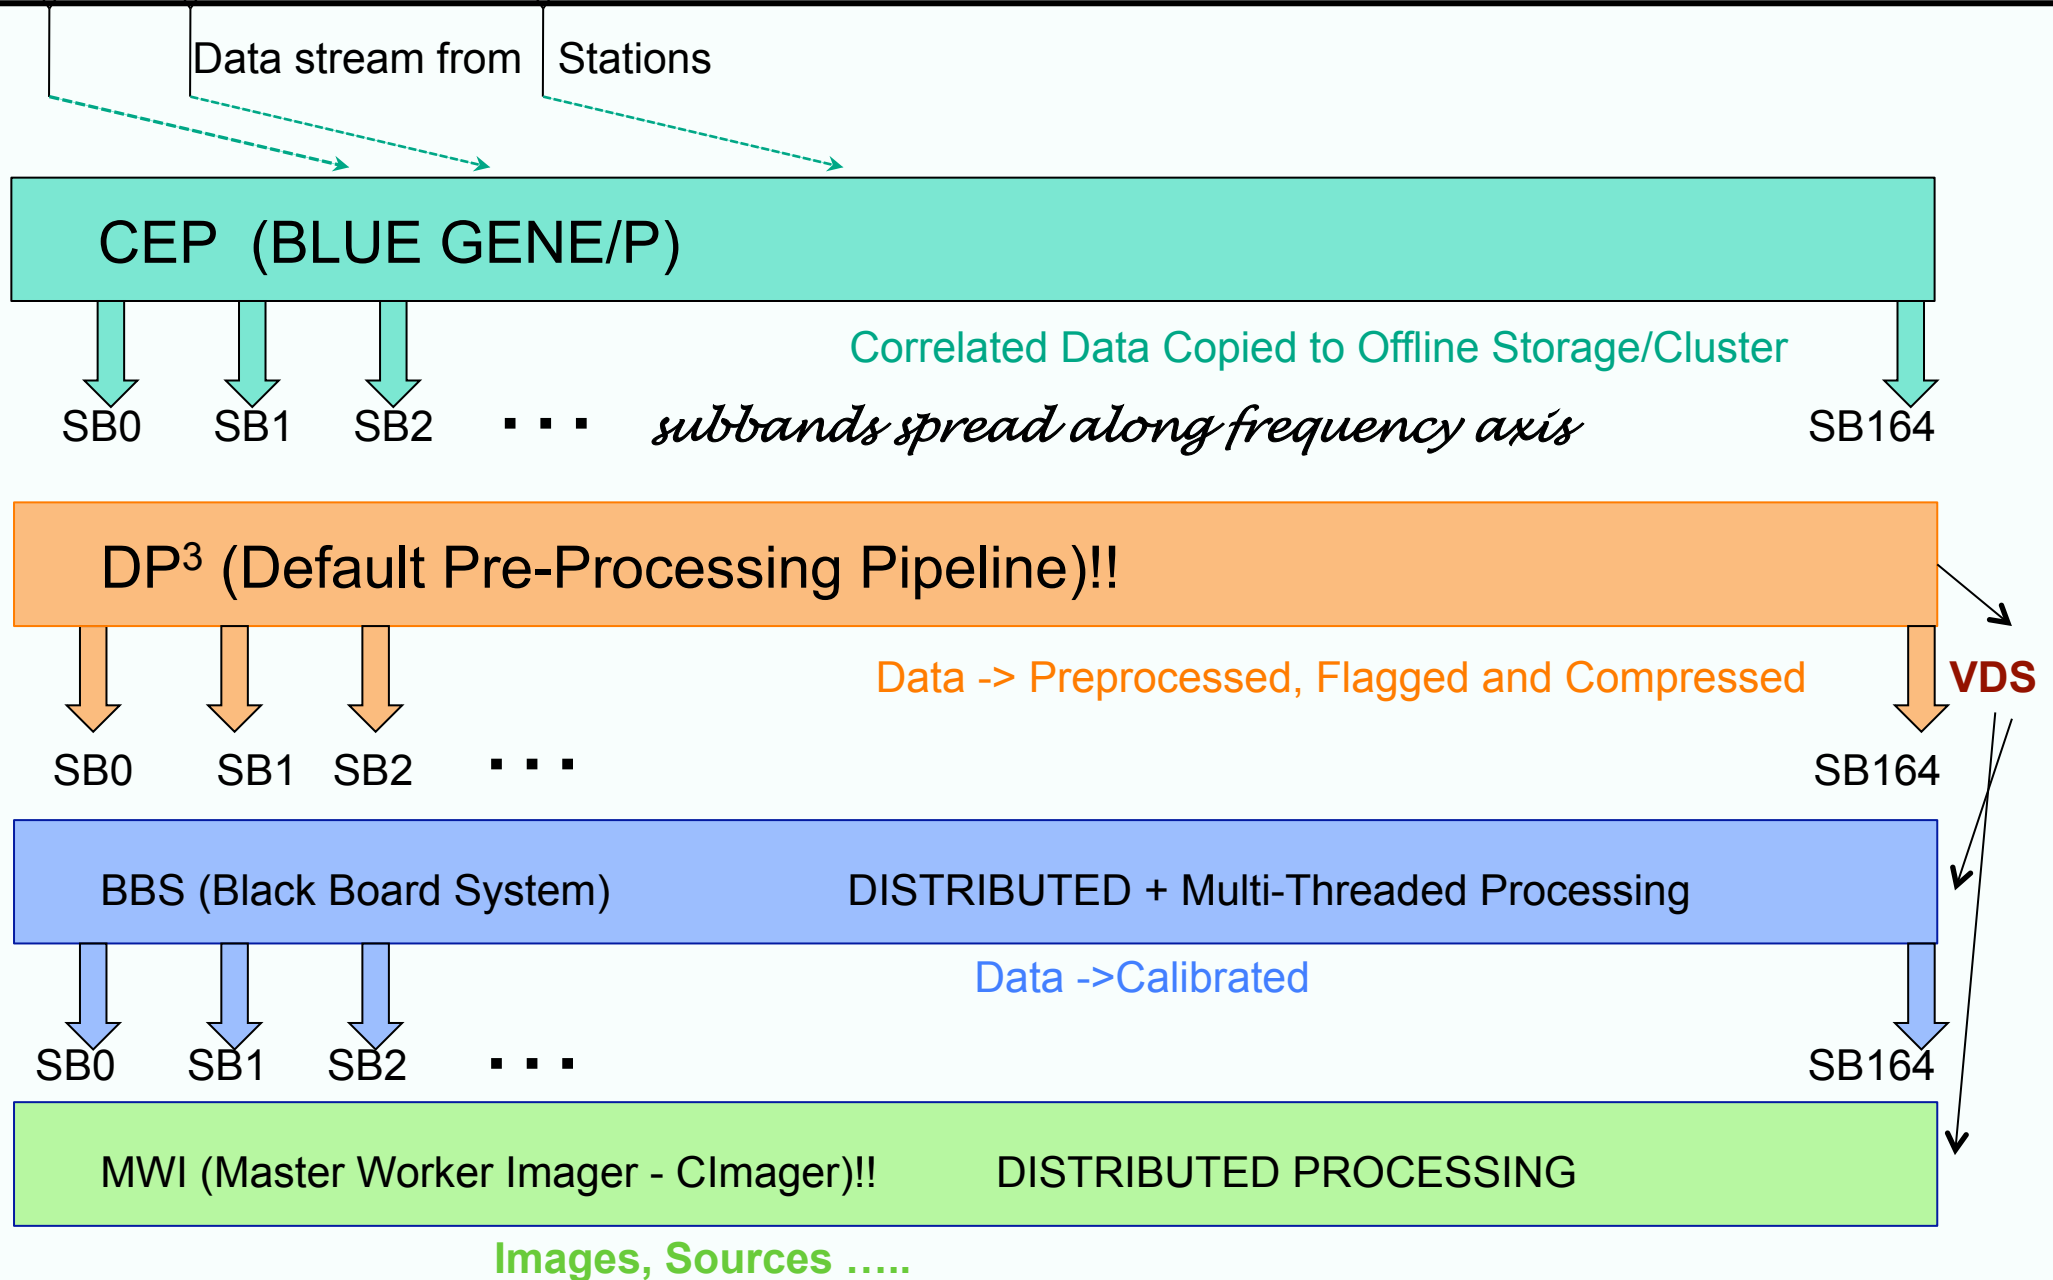 Data stream from Stations
CEP (BLUE GENE/P)
Correlated Data Copied to Offline Storage/Cluster
SB0 SB1 SB2 ... subbands spread along frequency axis SB164
DP³ (Default Pre-Processing Pipeline)!!
Data -> Preprocessed, Flagged and Compressed VDS
SB0 SB1 SB2 ... SB164
BBS (Black Board System) DISTRIBUTED + Multi-Threaded Processing
Data ->Calibrated
SB0 SB1 SB2 ... SB164
MWI (Master Worker Imager - CImager)!! DISTRIBUTED PROCESSING
Images, Sources .....